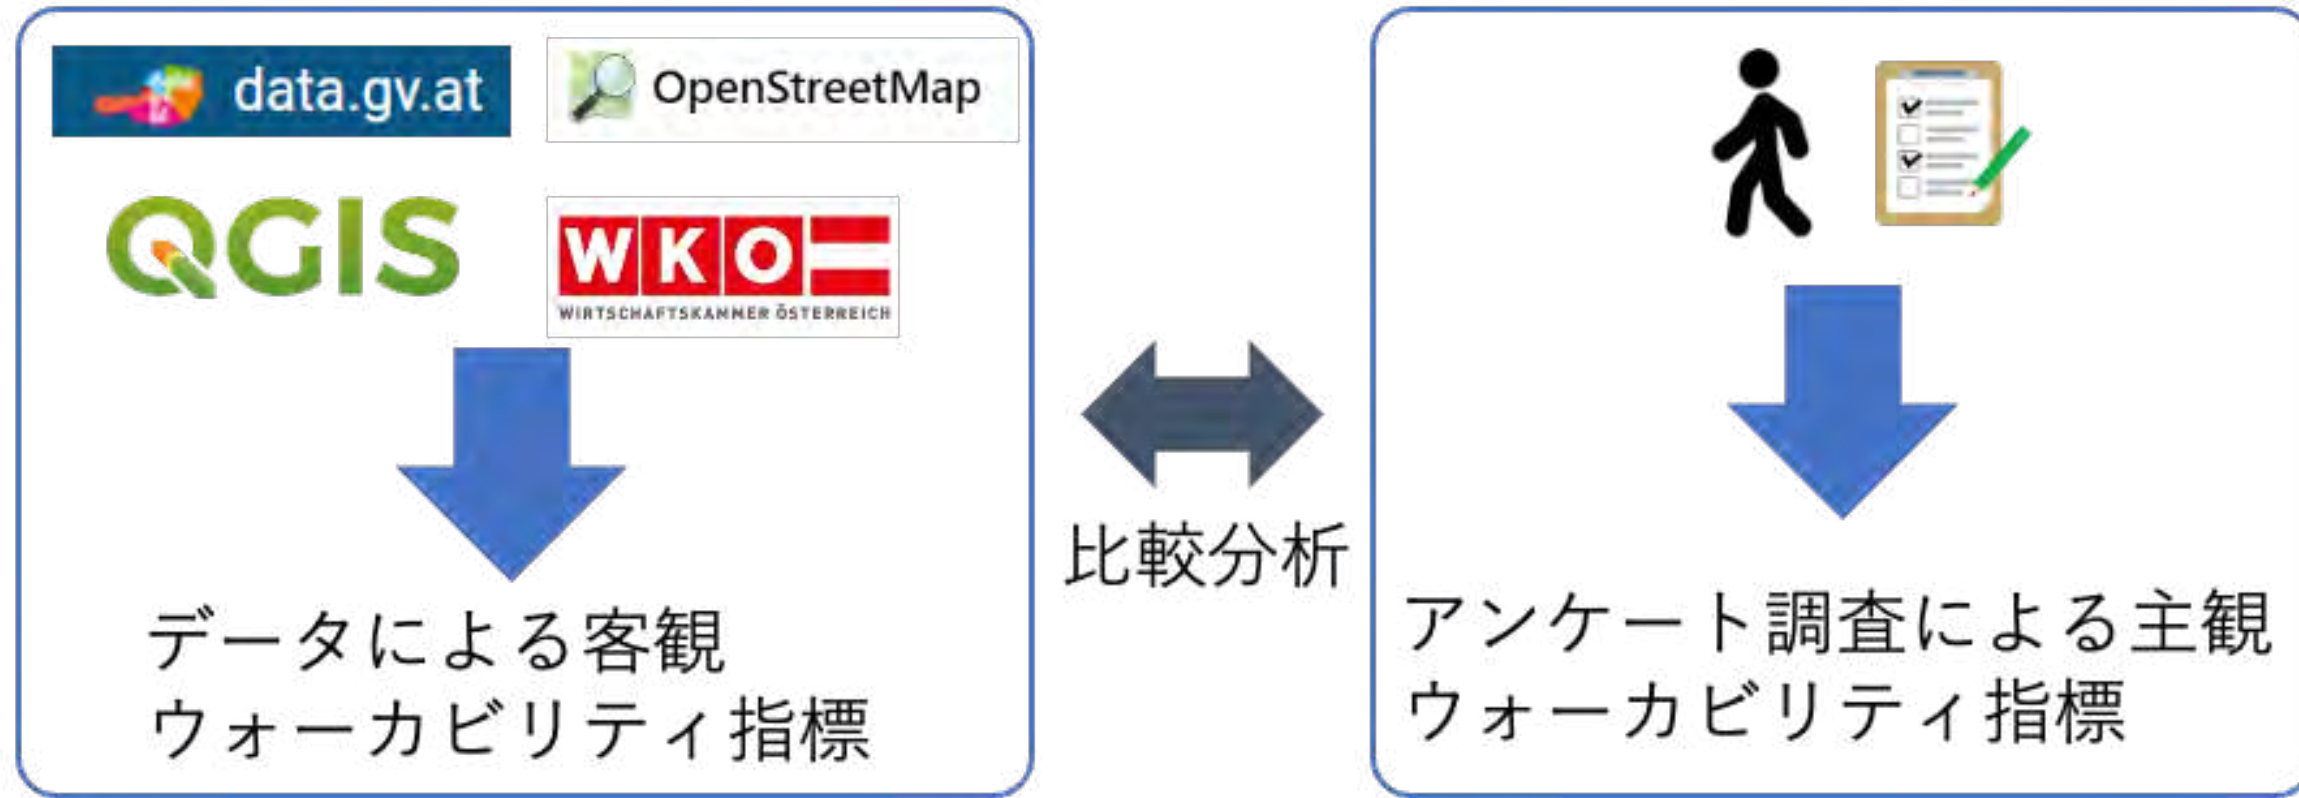 data.gv.at
OpenStreetMap
QGIS
WKO
WIRTSCHAFTSKAMMER ÖSTERREICH
データによる客観
ウォーカビリティ指標
比較分析
アンケート調査による主観
ウォーカビリティ指標